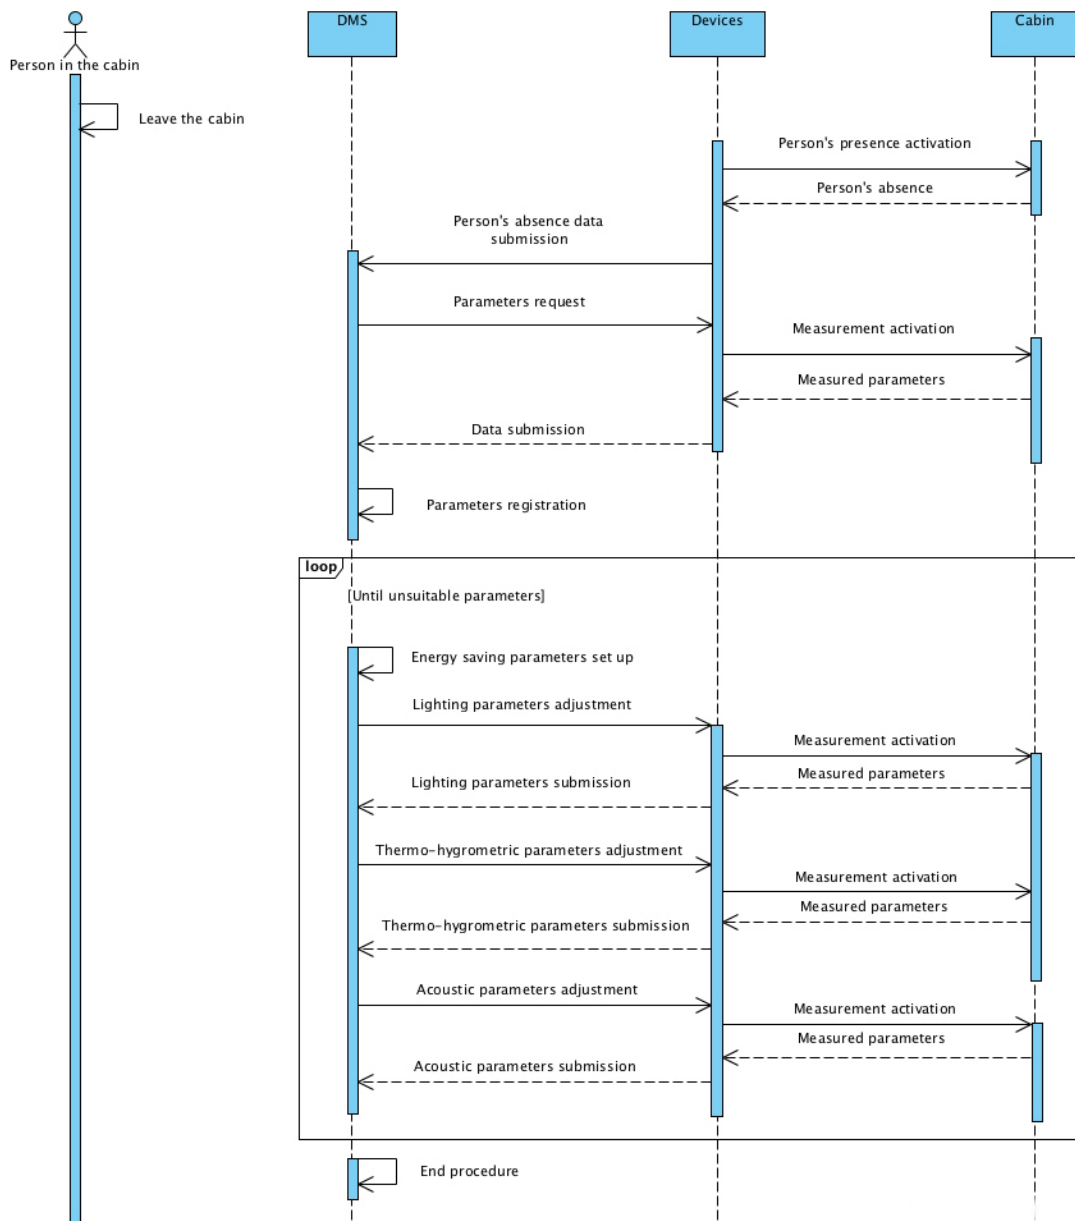 DMS
Devices
Cabin
Person in the cabin
Leave the cabin
Person's presence activation
Person's absence
Person's absence data
submission
Parameters request
Measurement activation
Measured parameters
Data submission
Parameters registration
loop
[Until unsuitable parameters]
Energy saving parameters set up
Lighting parameters adjustment
Measurement activation
Measured parameters
Lighting parameters submission
Thermo-hygrometric parameters adjustment
Measurement activation
Measured parameters
Thermo-hygrometric parameters submission
Acoustic parameters adjustment
Measurement activation
Measured parameters
Acoustic parameters submission
End procedure